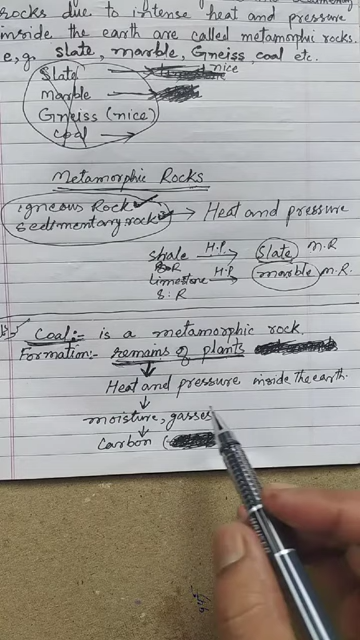 rocks due to intense heat and pressure
inside the earth are called metamorphic rocks.
e,g. slate, marble, Gneiss coal etc.
Slate → nice
marble →
Gneiss (nice)
coal →
Metamorphic Rocks
igneous Rock
sedimentary rock → Heat and pressure
shale H.P → Slate M.R
S.R
limestone H.P → marble M.R.
S: R
Coal:- is a metamorphic rock
Formation:- remains of plants
↓
Heat and pressure inside the earth.
↓
moisture, gasses
↓
Carbon (